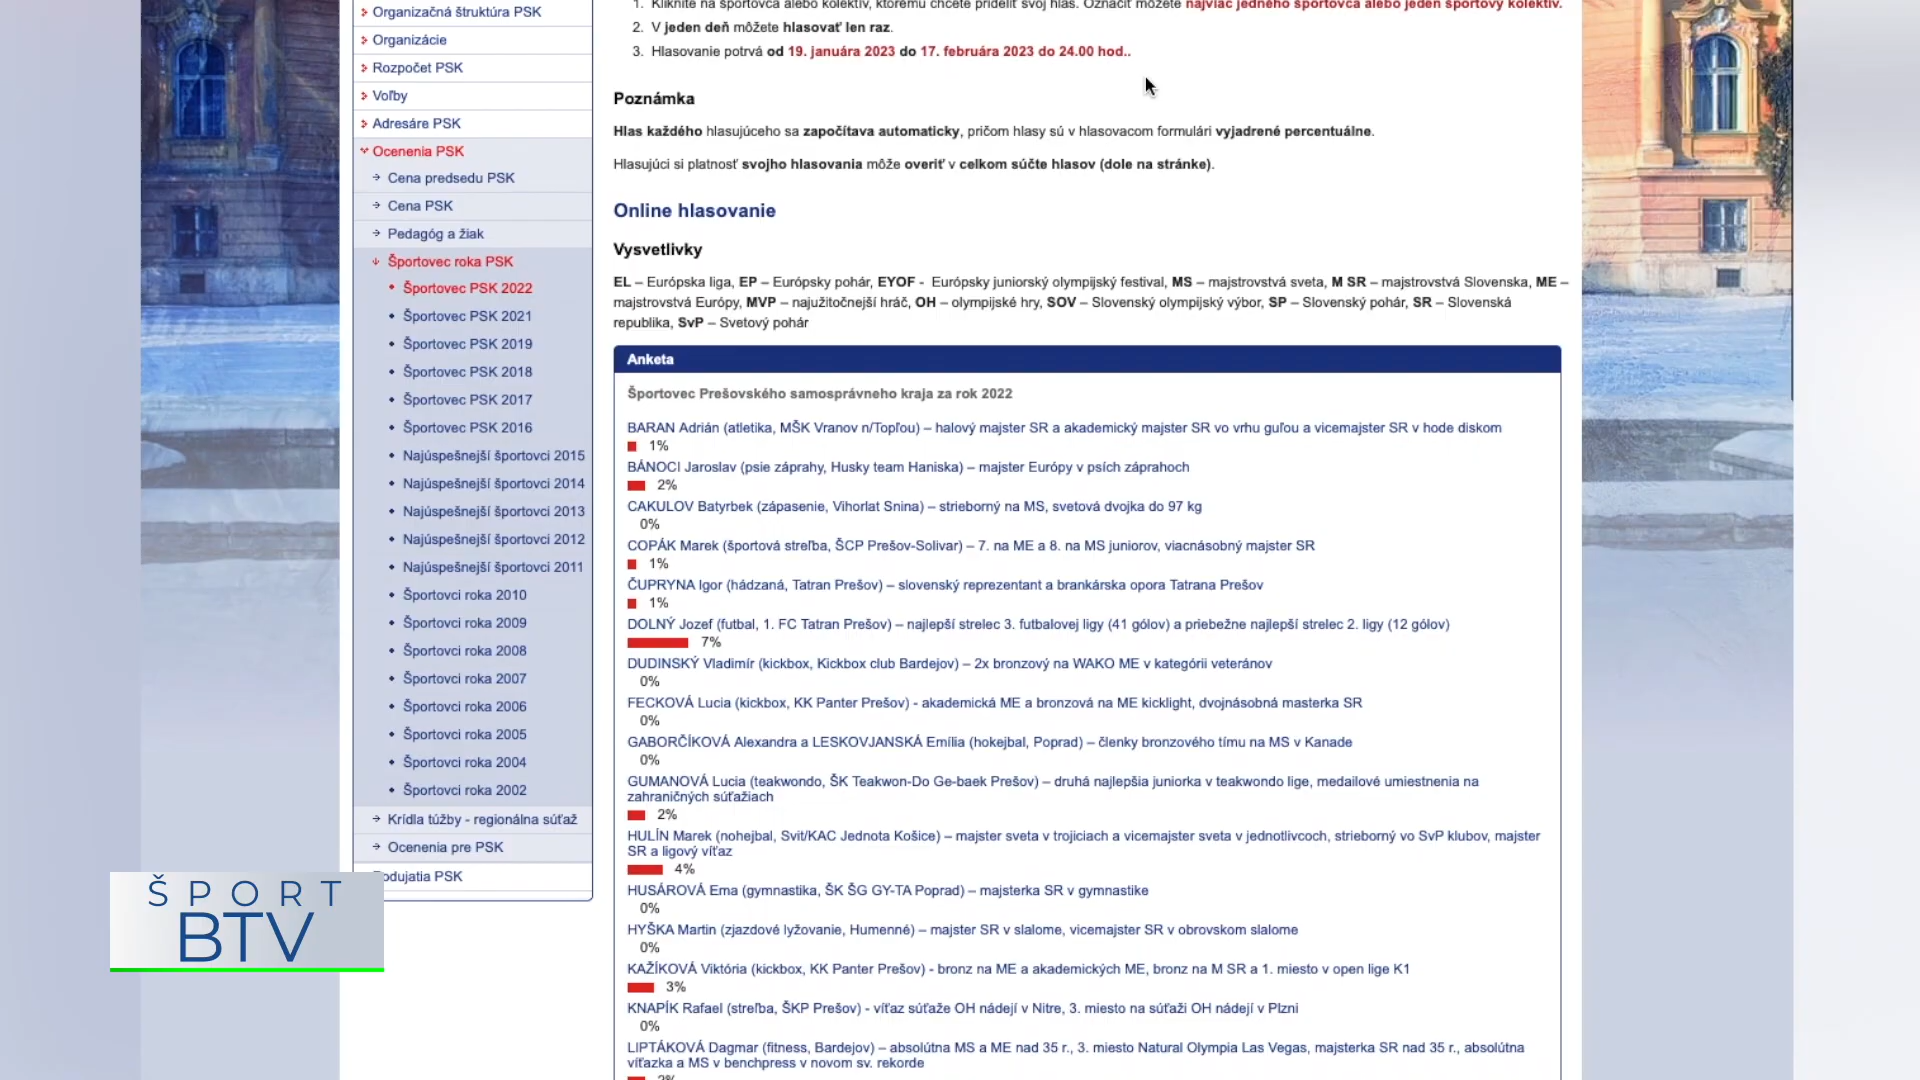 Organizačná štruktúra PSK
Organizácie
Rozpočet PSK
Voľby
Adresáre PSK
Ocenenia PSK
Cena predsedu PSK
Cena PSK
Pedagóg a žiak
Športovec roka PSK
Športovec PSK 2022
Športovec PSK 2021
Športovec PSK 2019
Športovec PSK 2018
Športovec PSK 2017
Športovec PSK 2016
Najúspešnejší športovci 2015
Najúspešnejší športovci 2014
Najúspešnejší športovci 2013
Najúspešnejší športovci 2012
Najúspešnejší športovci 2011
Športovci roka 2010
Športovci roka 2009
Športovci roka 2008
Športovci roka 2007
Športovci roka 2006
Športovci roka 2005
Športovci roka 2004
Športovci roka 2002
Krídla túžby - regionálna súťaž
Ocenenia pre PSK
odujatia PSK
ŠPORT
BTV
1. Kliknite na športovca alebo kolektív, ktorému chcete prideliť svoj hlas. Označiť môžete najviac jedného športovca alebo jeden športový kolektív.
2. V jeden deň môžete hlasovať len raz.
3. Hlasovanie potrvá od 19. januára 2023 do 17. februára 2023 do 24.00 hod..
Poznámka
Hlas každého hlasujúceho sa započítava automaticky, pričom hlasy sú v hlasovacom formulári vyjadrené percentuálne.
Hlasujúci si platnosť svojho hlasovania môže overiť v celkom súčte hlasov (dole na stránke).
Online hlasovanie
Vysvetlivky
EL – Európska liga, EP – Európsky pohár, EYOF - Európsky juniorský olympijský festival, MS – majstrovstvá sveta, M SR – majstrovstvá Slovenska, ME –
majstrovstvá Európy, MVP – najužitočnejší hráč, OH – olympijské hry, SOV – Slovenský olympijský výbor, SP – Slovenský pohár, SR – Slovenská
republika, SvP – Svetový pohár
Anketa
Športovec Prešovského samosprávneho kraja za rok 2022
BARAN Adrián (atletika, MŠK Vranov n/Topľou) – halový majster SR a akademický majster SR vo vrhu guľou a vicemajster SR v hode diskom
1%
BÁNOCI Jaroslav (psie záprahy, Husky team Haniska) – majster Európy v psích záprahoch
2%
CAKULOV Batyrbek (zápasenie, Vihorlat Snina) – strieborný na MS, svetová dvojka do 97 kg
0%
COPÁK Marek (športová streľba, ŠCP Prešov-Solivar) – 7. na ME a 8. na MS juniorov, viacnásobný majster SR
1%
ČUPRYNA Igor (hádzaná, Tatran Prešov) – slovenský reprezentant a brankárska opora Tatrana Prešov
1%
DOLNÝ Jozef (futbal, 1. FC Tatran Prešov) – najlepší strelec 3. futbalovej ligy (41 gólov) a priebežne najlepší strelec 2. ligy (12 gólov)
7%
DUDINSKÝ Vladimír (kickbox, Kickbox club Bardejov) – 2x bronzový na WAKO ME v kategórii veteránov
0%
FECKOVÁ Lucia (kickbox, KK Panter Prešov) - akademická ME a bronzová na ME kicklight, dvojnásobná masterka SR
0%
GABORČÍKOVÁ Alexandra a LESKOVJANSKÁ Emília (hokejbal, Poprad) – členky bronzového tímu na MS v Kanade
0%
GUMANOVÁ Lucia (teakwondo, ŠK Teakwon-Do Ge-baek Prešov) – druhá najlepšia juniorka v teakwondo lige, medailové umiestnenia na
zahraničných súťažiach
2%
HULÍN Marek (nohejbal, Svit/KAC Jednota Košice) – majster sveta v trojiciach a vicemajster sveta v jednotlivcoch, strieborný vo SvP klubov, majster
SR a ligový víťaz
4%
HUSÁROVÁ Ema (gymnastika, ŠK ŠG GY-TA Poprad) – majsterka SR v gymnastike
0%
HYŠKA Martin (zjazdové lyžovanie, Humenné) – majster SR v slalome, vicemajster SR v obrovskom slalome
0%
KAŽÍKOVÁ Viktória (kickbox, KK Panter Prešov) - bronz na ME a akademických ME, bronz na M SR a 1. miesto v open lige K1
3%
KNAPÍK Rafael (streľba, ŠKP Prešov) - víťaz súťaže OH nádejí v Nitre, 3. miesto na súťaži OH nádejí v Plzni
0%
LIPTÁKOVÁ Dagmar (fitness, Bardejov) – absolútna MS a ME nad 35 r., 3. miesto Natural Olympia Las Vegas, majsterka SR nad 35 r., absolútna
víťazka a MS v benchpress v novom sv. rekorde